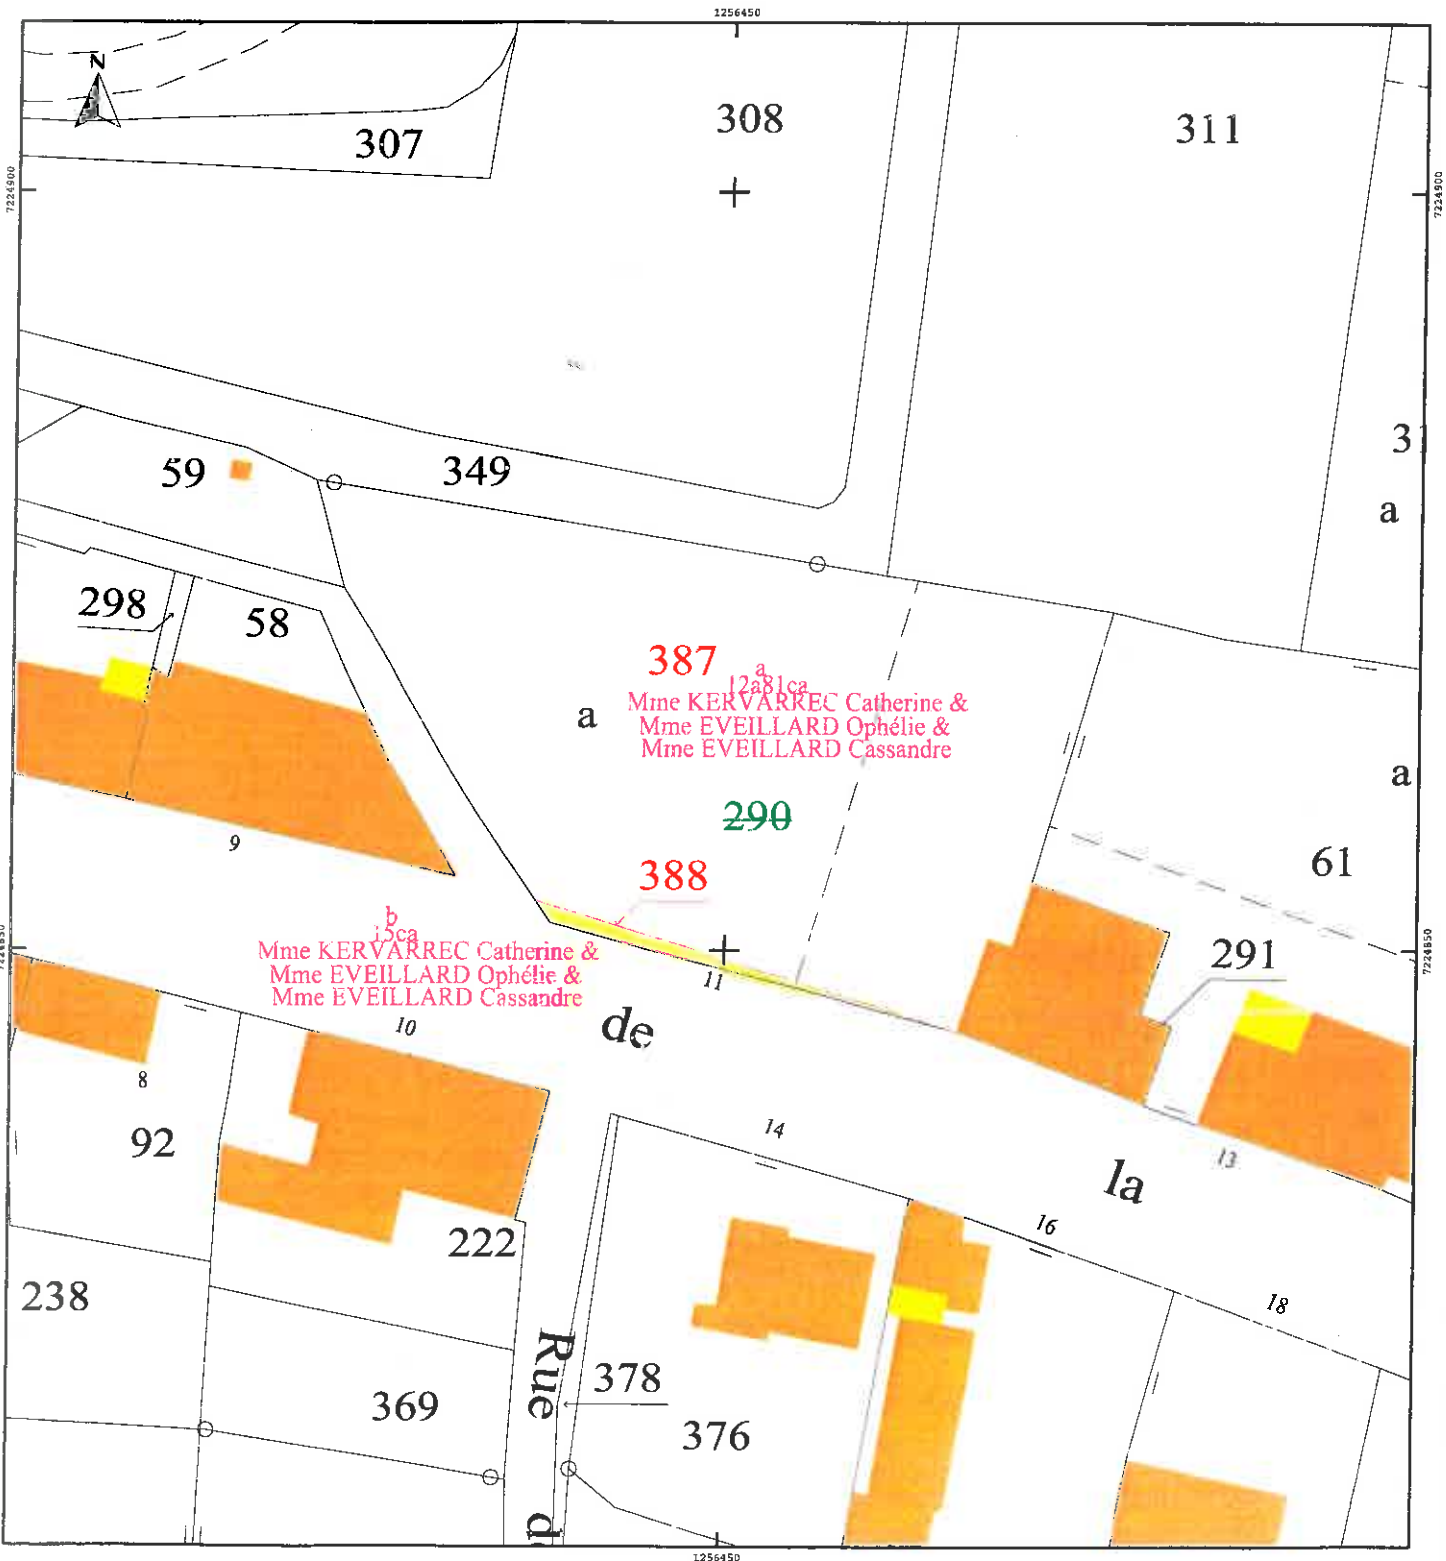 1256450
N
308
311
307
7224900
7224900
3
59
349
a
298
58
387
a
12a81ca
Mme KERVARREC Catherine &
a
Mme EVEILLARD Ophélie &
Mme EVEILLARD Cassandre
a
290
9
388
61
b
15ca
Mme KERVARREC Catherine &
Mme EVEILLARD Ophélie &
Mme EVEILLARD Cassandre
291
7224850
11
10
de
8
92
14
13
la
222
16
238
18
Rue
378
369
376
d
1256450